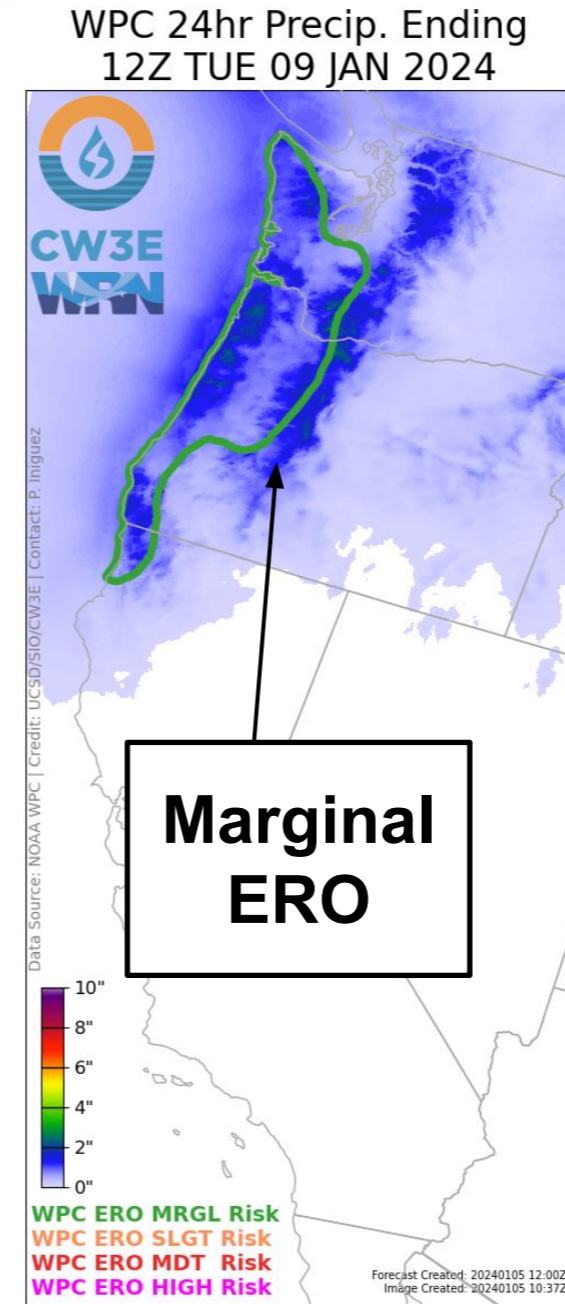 WPC 24hr Precip. Ending
12Z TUE 09 JAN 2024
CW3E
WRN
Data Source: NOAA WPC | Credit: UCSD/SIO/CW3E | Contact: P. Iniguez
Marginal
ERO
10"
8"
6"
4"
2"
0"
WPC ERO MRGL Risk
WPC ERO SLGT Risk
WPC ERO MDT Risk
WPC ERO HIGH Risk
Forecast Created: 20240105 12:00Z
Image Created: 20240105 10:37Z